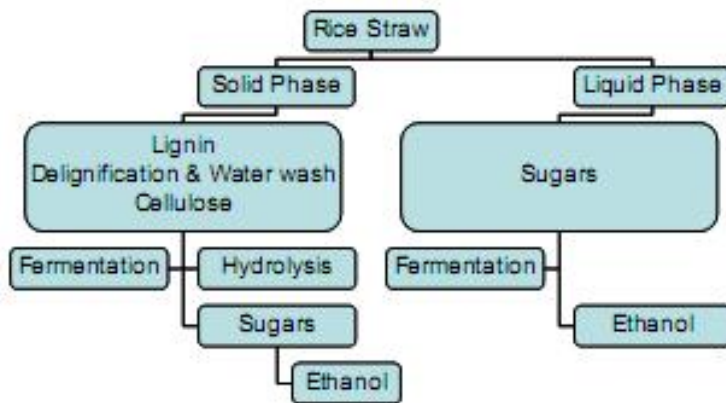 Rice Straw
Solid Phase
Liquid Phase
Lignin
Delignification & Water wash
Cellulose
Sugars
Fermentation
Hydrolysis
Fermentation
Sugars
Ethanol
Ethanol